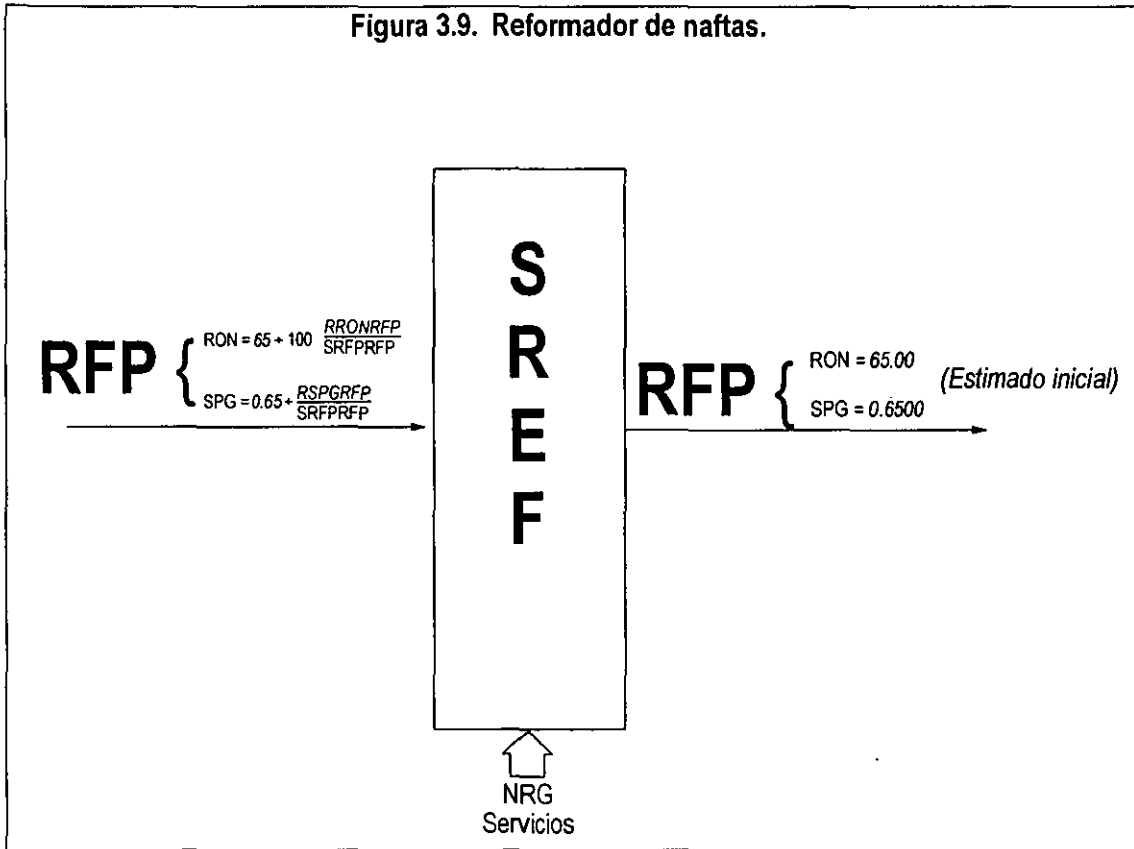 Figura 3.9. Reformador de naftas.
S
R
E
F
RFP { RON = 65 + 100 RRONRFP / SRFPRFP
SPG = 0.65 + RSPGRFP / SRFPRFP
RFP { RON = 65.00
SPG = 0.6500
(Estimado inicial)
NRG
Servicios